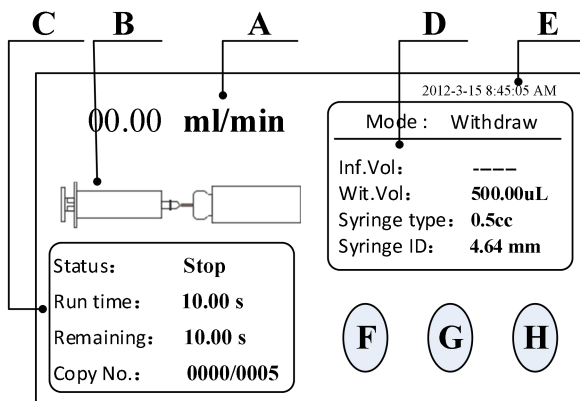 C B A D E
2012-3-15 8:45:05 AM
00.00 ml/min
Mode : Withdraw
Inf.Vol: ----
Wit.Vol: 500.00uL
Syringe type: 0.5cc
Syringe ID: 4.64 mm
Status: Stop
Run time: 10.00 s
Remaining: 10.00 s
Copy No.: 0000/0005
F G H